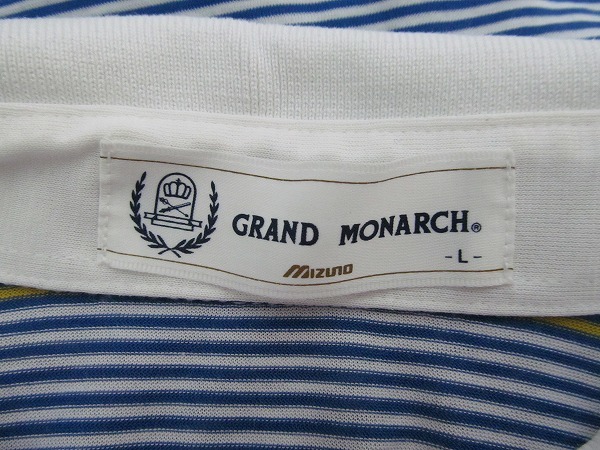 GRAND MONARCH®
- L -
MIZUNO